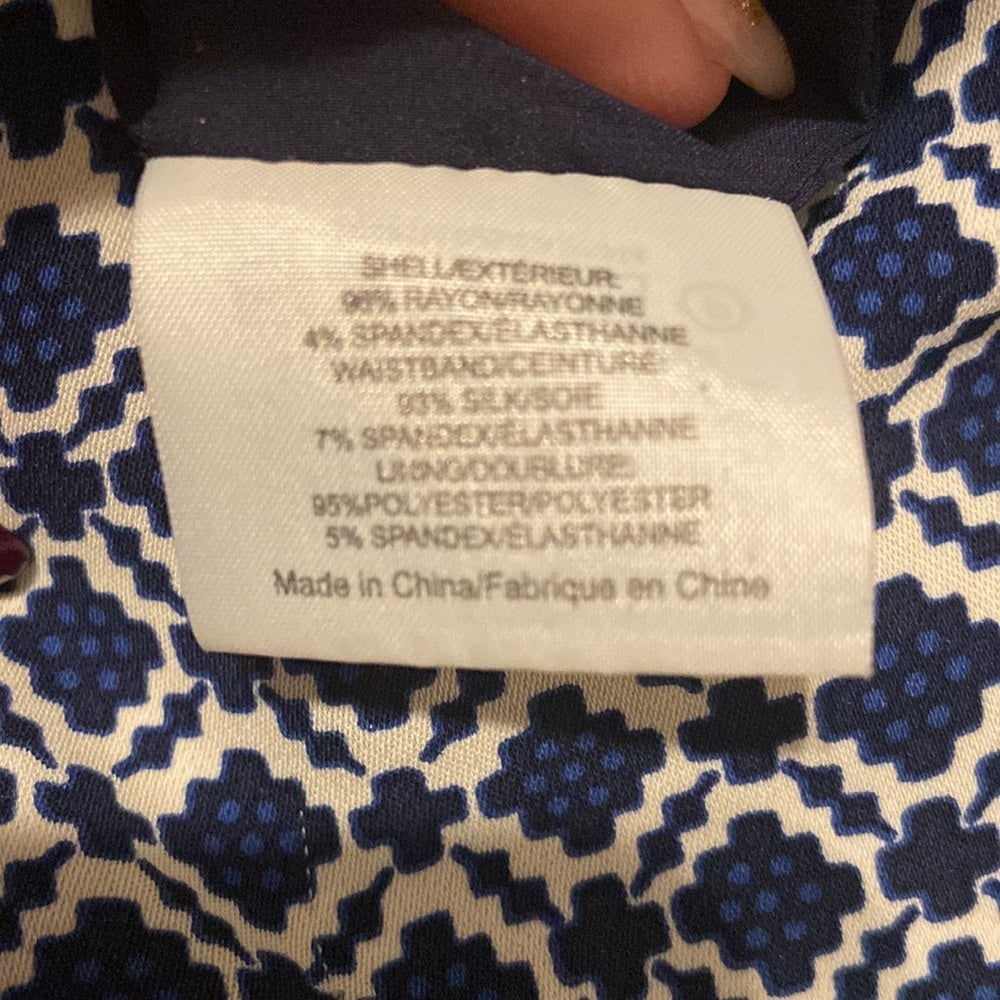 SHELL/EXTÉRIEUR:
96% RAYON/RAYONNE
4% SPANDEX/ÉLASTHANNE
WAISTBAND/CEINTURE:
93% SILK/SOIE
7% SPANDEX/ÉLASTHANNE
LINING/DOUBLURE:
95%POLYESTER/POLYESTER
5% SPANDEX/ÉLASTHANNE
Made in China/Fabriqué en Chine